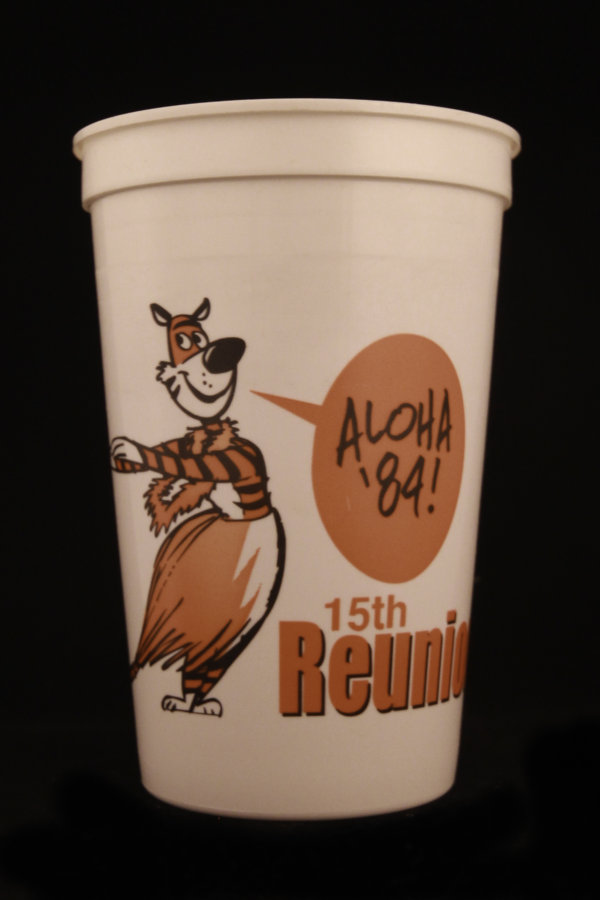 ALOHA
'84!
15th
Reunio